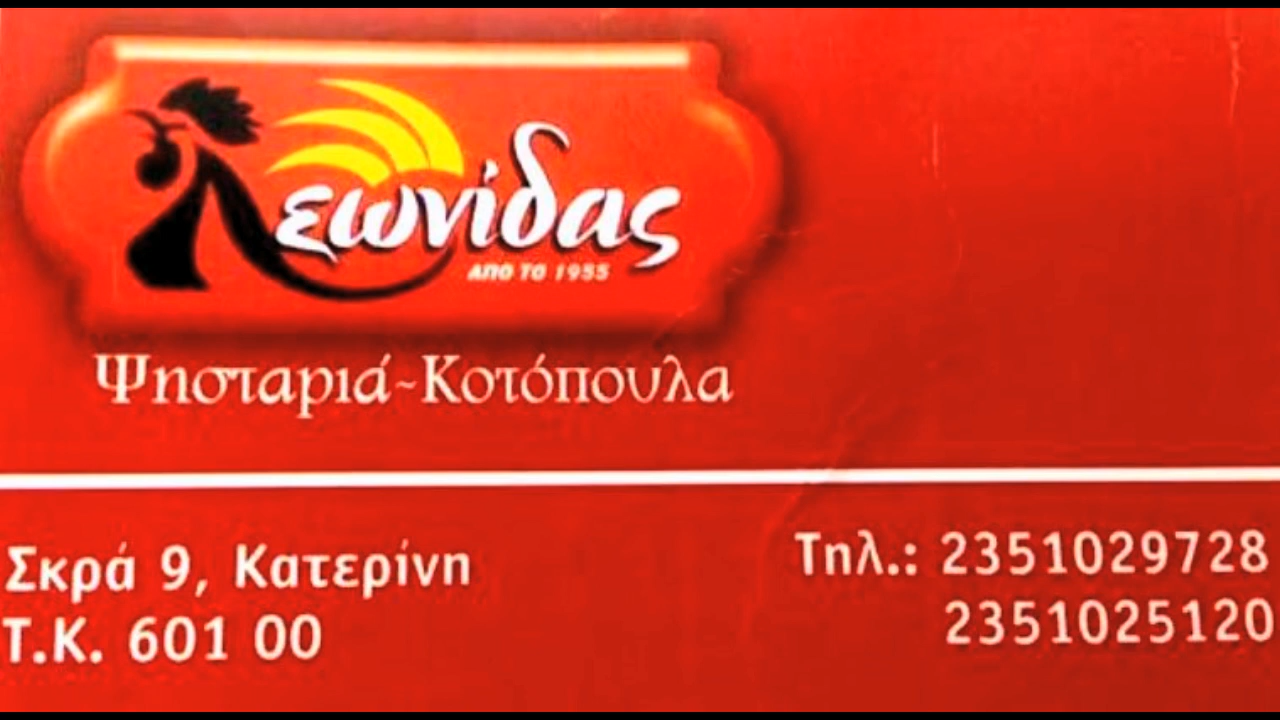 Λεωνίδας
ΑΠΟ ΤΟ 1955
Ψησταριά-Κοτόπουλα
Σκρά 9, Κατερίνη
Τ.Κ. 601 00
Τηλ.: 2351029728
2351025120